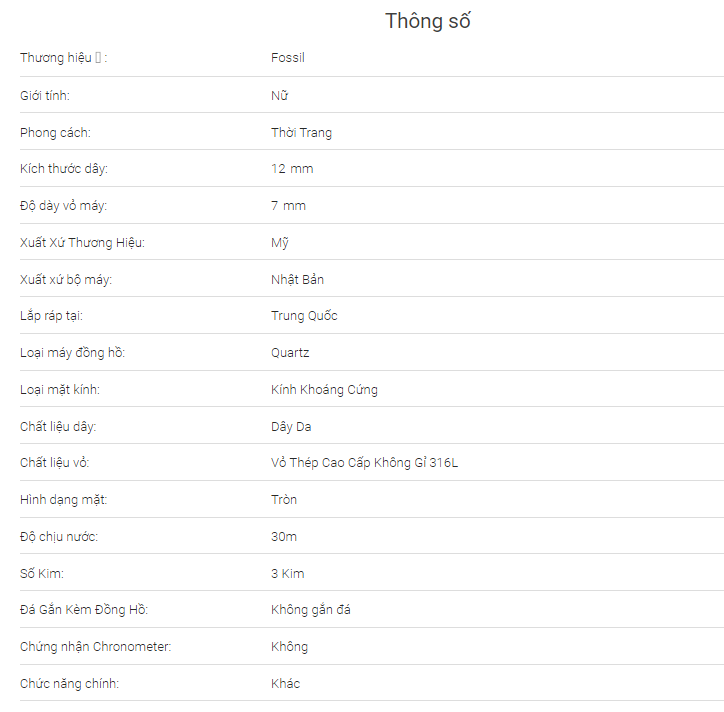 Thông số
Thương hiệu ▯ : Fossil
Giới tính: Nữ
Phong cách: Thời Trang
Kích thước dây: 12 mm
Độ dày vỏ máy: 7 mm
Xuất Xứ Thương Hiệu: Mỹ
Xuất xứ bộ máy: Nhật Bản
Lắp ráp tại: Trung Quốc
Loại máy đồng hồ: Quartz
Loại mặt kính: Kính Khoáng Cứng
Chất liệu dây: Dây Da
Chất liệu vỏ: Vỏ Thép Cao Cấp Không Gỉ 316L
Hình dạng mặt: Tròn
Độ chịu nước: 30m
Số Kim: 3 Kim
Đá Gắn Kèm Đồng Hồ: Không gắn đá
Chứng nhận Chronometer: Không
Chức năng chính: Khác